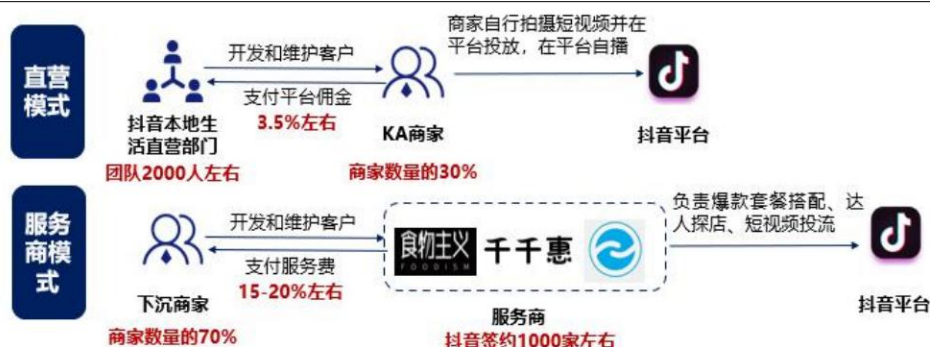 直营
模式
开发和维护客户
支付平台佣金
3.5%左右
商家自行拍摄短视频并在
平台投放，在平台自播
抖音本地生
活直营部门
团队2000人左右
KA商家
商家数量的30%
抖音平台
服务
商模
式
开发和维护客户
支付服务费
15-20%左右
食物主义
FOODISM
千千惠
负责爆款套餐搭配、达
人探店、短视频投流
下沉商家
商家数量的70%
服务商
抖音签约1000家左右
抖音平台